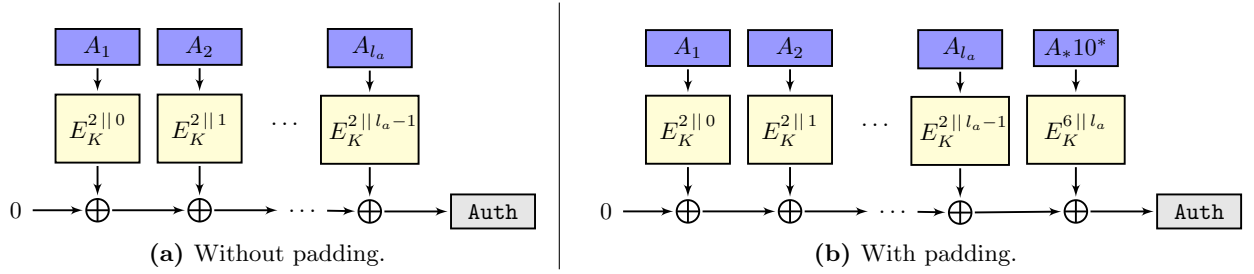 A_1 A_2 A_{l_a}
E_K^{2||0} E_K^{2||1} ··· E_K^{2||l_a−1}
0 ⊕ ⊕ ··· ⊕ Auth
(a) Without padding.
A_1 A_2 A_{l_a} A_*10^*
E_K^{2||0} E_K^{2||1} ··· E_K^{2||l_a−1} E_K^{6||l_a}
0 ⊕ ⊕ ··· ⊕ ⊕ Auth
(b) With padding.